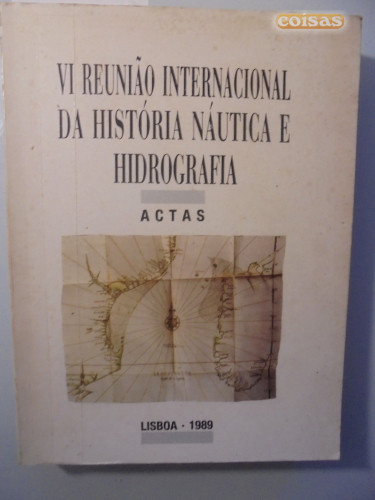 coisas
VI REUNIÃO INTERNACIONAL
DA HISTÓRIA NÁUTICA E
HIDROGRAFIA
ACTAS
LISBOA · 1989